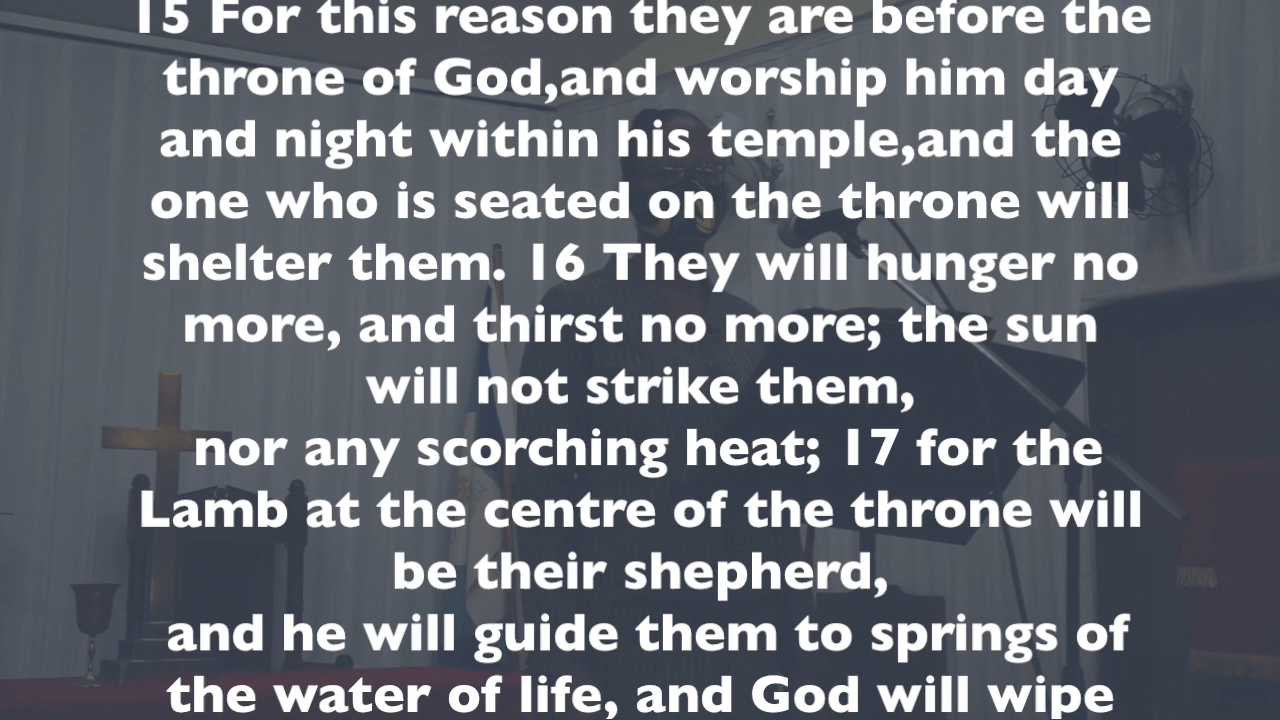 15 For this reason they are before the
throne of God,and worship him day
and night within his temple,and the
one who is seated on the throne will
shelter them. 16 They will hunger no
more, and thirst no more; the sun
will not strike them,
nor any scorching heat; 17 for the
Lamb at the centre of the throne will
be their shepherd,
and he will guide them to springs of
the water of life, and God will wipe